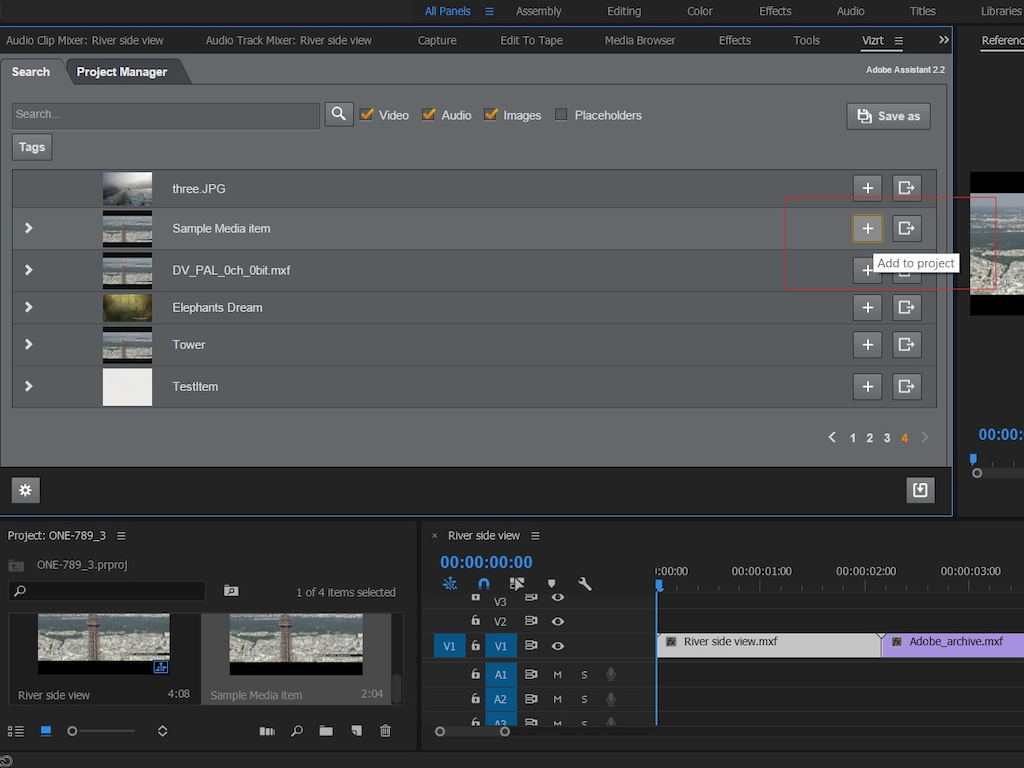 All Panels Assembly Editing Color Effects Audio Titles Libraries
Audio Clip Mixer: River side view Audio Track Mixer: River side view Capture Edit To Tape Media Browser Effects Tools Vizrt
Search Project Manager Adobe Assistant 2.2
Search... Video Audio Images Placeholders Save as
Tags
three.JPG
Sample Media item
Add to project
DV_PAL_0ch_0bit.mxf
Elephants Dream
Tower
TestItem
1 2 3 4
00:00:
Project: ONE-789_3
ONE-789_3.prproj
1 of 4 items selected
River side view 4:08
Sample Media item 2:04
× River side view
00:00:00:00
:00:00 00:00:01:00 00:00:02:00 00:00:03:00
V3
V2
V1 V1 fx River side view.mxf fx Adobe_archive.mxf
A1 M S
A2 M S
A3 M S